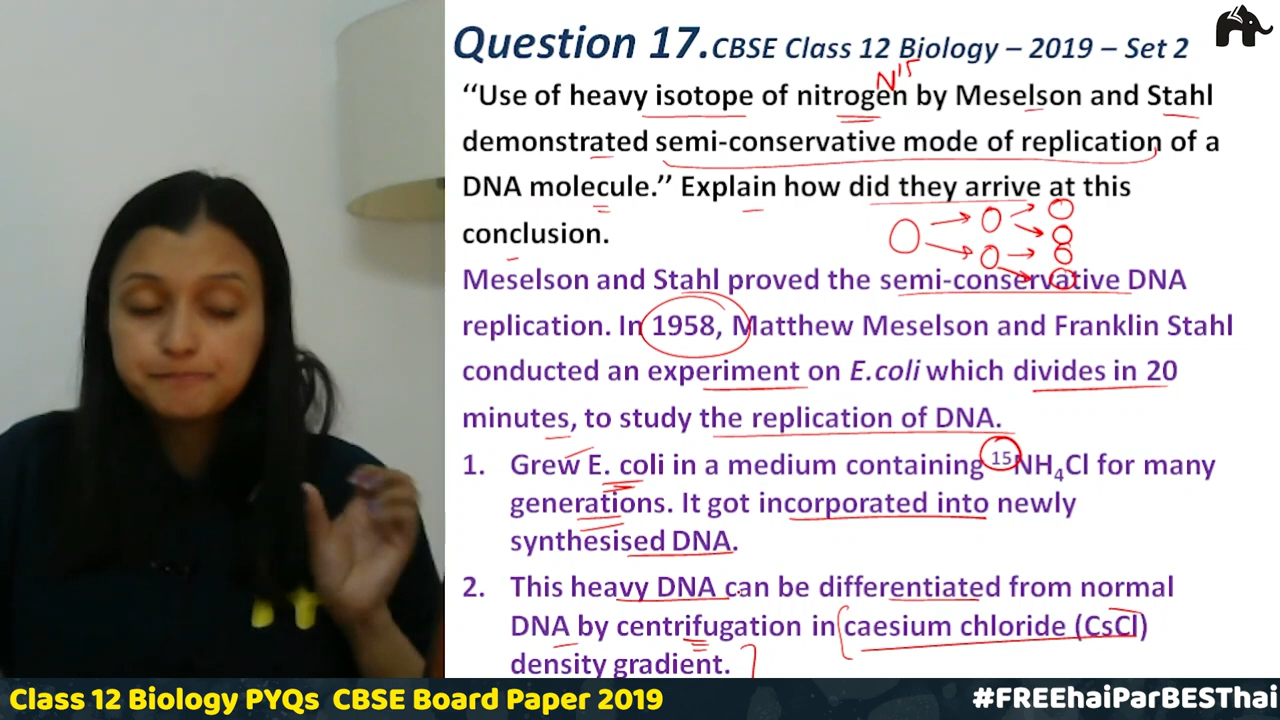 Question 17.CBSE Class 12 Biology – 2019 – Set 2
N15
‘‘Use of heavy isotope of nitrogen by Meselson and Stahl
demonstrated semi-conservative mode of replication of a
DNA molecule.’’ Explain how did they arrive at this
conclusion.
Meselson and Stahl proved the semi-conservative DNA
replication. In 1958, Matthew Meselson and Franklin Stahl
conducted an experiment on E.coli which divides in 20
minutes, to study the replication of DNA.
1. Grew E. coli in a medium containing ¹⁵NH₄Cl for many
generations. It got incorporated into newly
synthesised DNA.
2. This heavy DNA can be differentiated from normal
DNA by centrifugation in caesium chloride (CsCl)
density gradient.
Class 12 Biology PYQs CBSE Board Paper 2019
#FREEhaiParBESThai